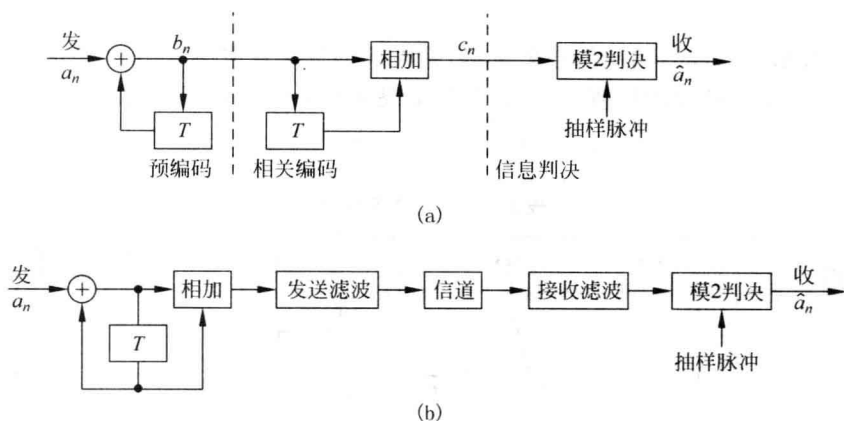 发
a_n
b_n
T
预编码
T
相关编码
相加
c_n
信息判决
模2判决
抽样脉冲
收
â_n
(a)
发
a_n
T
相加
发送滤波
信道
接收滤波
模2判决
抽样脉冲
收
â_n
(b)